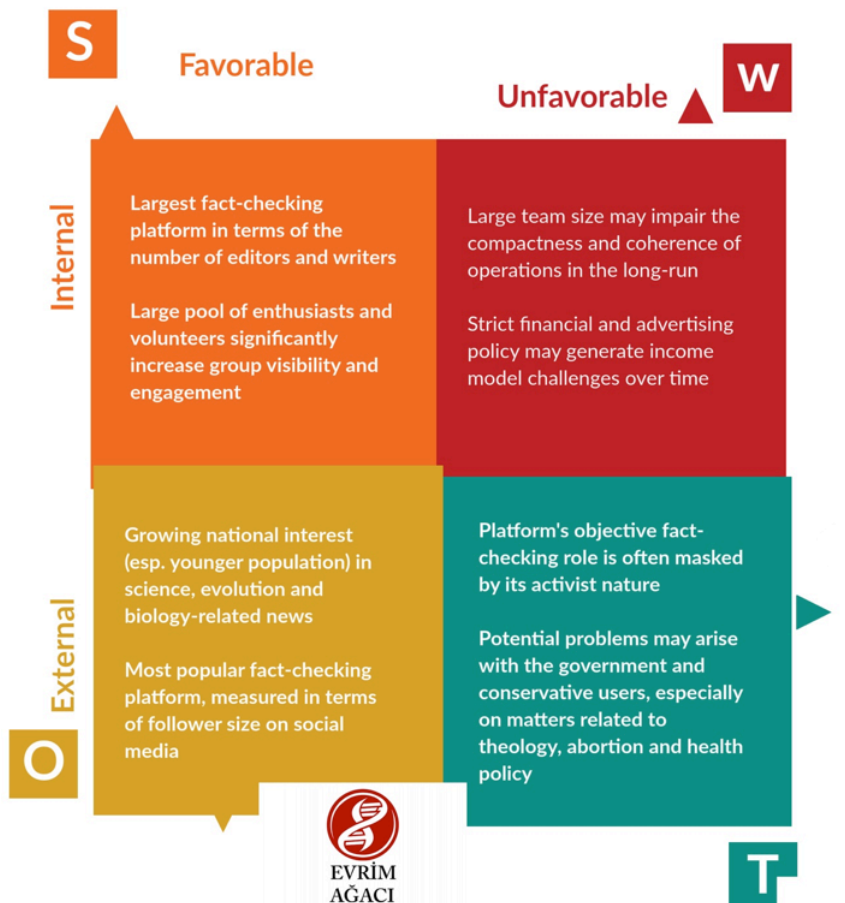 S
Favorable
Unfavorable
W
Internal
Largest fact-checking
platform in terms of the
number of editors and writers
Large pool of enthusiasts and
volunteers significantly
increase group visibility and
engagement
Large team size may impair the
compactness and coherence of
operations in the long-run
Strict financial and advertising
policy may generate income
model challenges over time
External
O
Growing national interest
(esp. younger population) in
science, evolution and
biology-related news
Most popular fact-checking
platform, measured in terms
of follower size on social
media
Platform's objective fact-
checking role is often masked
by its activist nature
Potential problems may arise
with the government and
conservative users, especially
on matters related to
theology, abortion and health
policy
EVRİM
AĞACI
T